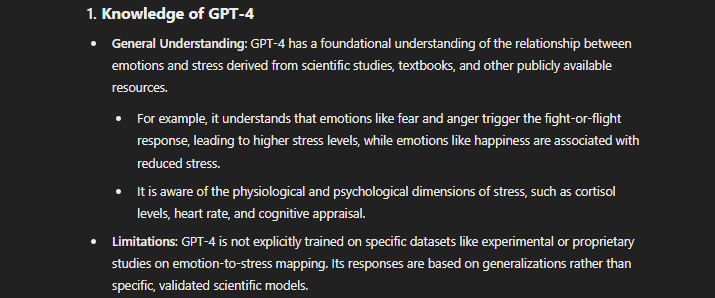 1. Knowledge of GPT-4
• General Understanding: GPT-4 has a foundational understanding of the relationship between
emotions and stress derived from scientific studies, textbooks, and other publicly available
resources.
• For example, it understands that emotions like fear and anger trigger the fight-or-flight
response, leading to higher stress levels, while emotions like happiness are associated with
reduced stress.
• It is aware of the physiological and psychological dimensions of stress, such as cortisol
levels, heart rate, and cognitive appraisal.
• Limitations: GPT-4 is not explicitly trained on specific datasets like experimental or proprietary
studies on emotion-to-stress mapping. Its responses are based on generalizations rather than
specific, validated scientific models.